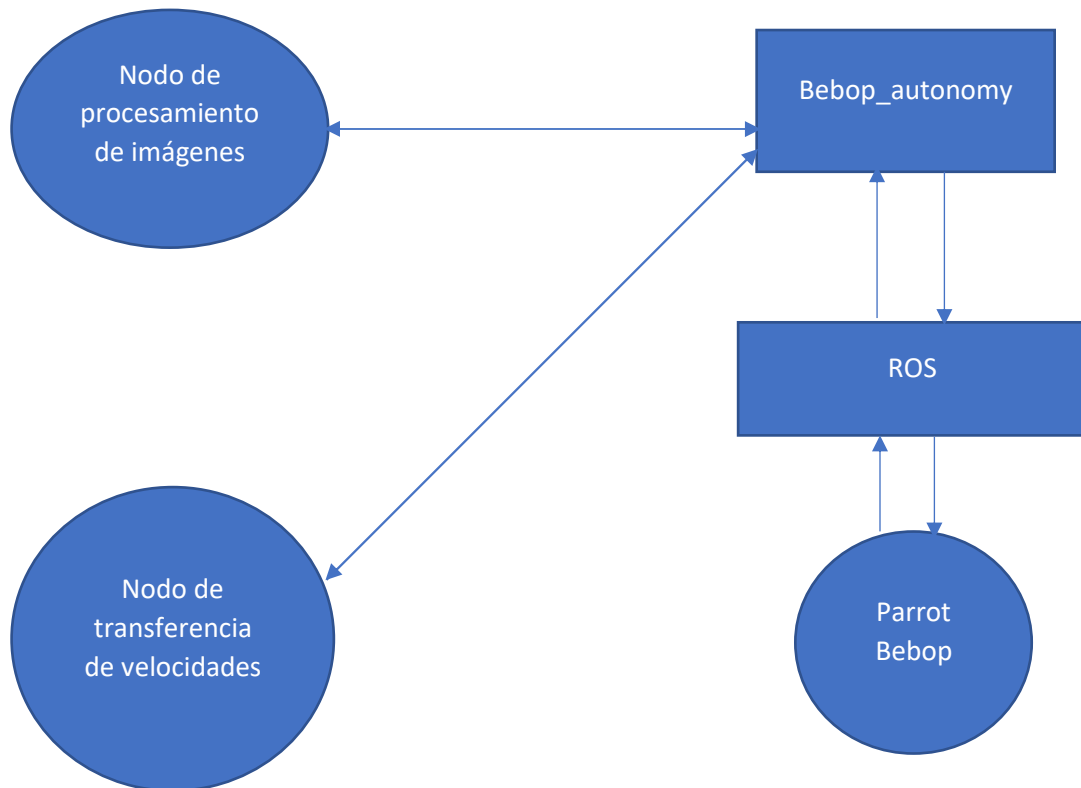 Nodo de
procesamiento
de imágenes
Bebop_autonomy
ROS
Nodo de
transferencia
de velocidades
Parrot
Bebop